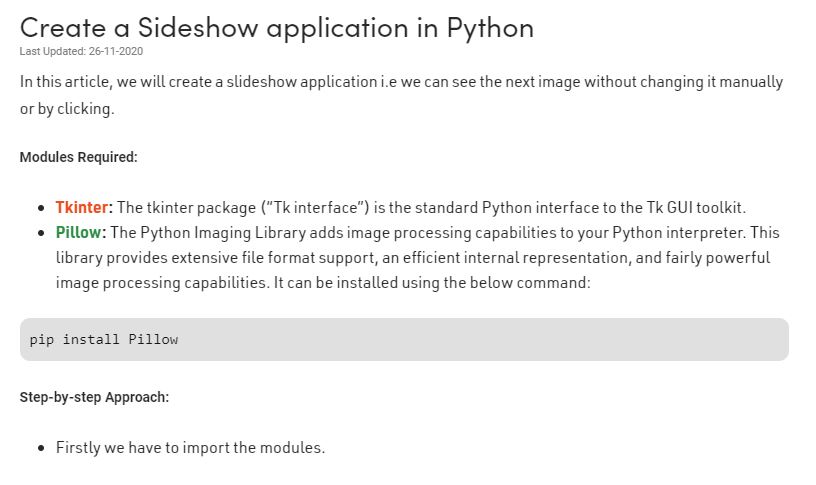 Create a Sideshow application in Python
Last Updated: 26-11-2020
In this article, we will create a slideshow application i.e we can see the next image without changing it manually
or by clicking.
Modules Required:
• Tkinter: The tkinter package (“Tk interface”) is the standard Python interface to the Tk GUI toolkit.
• Pillow: The Python Imaging Library adds image processing capabilities to your Python interpreter. This
library provides extensive file format support, an efficient internal representation, and fairly powerful
image processing capabilities. It can be installed using the below command:
pip install Pillow
Step-by-step Approach:
• Firstly we have to import the modules.